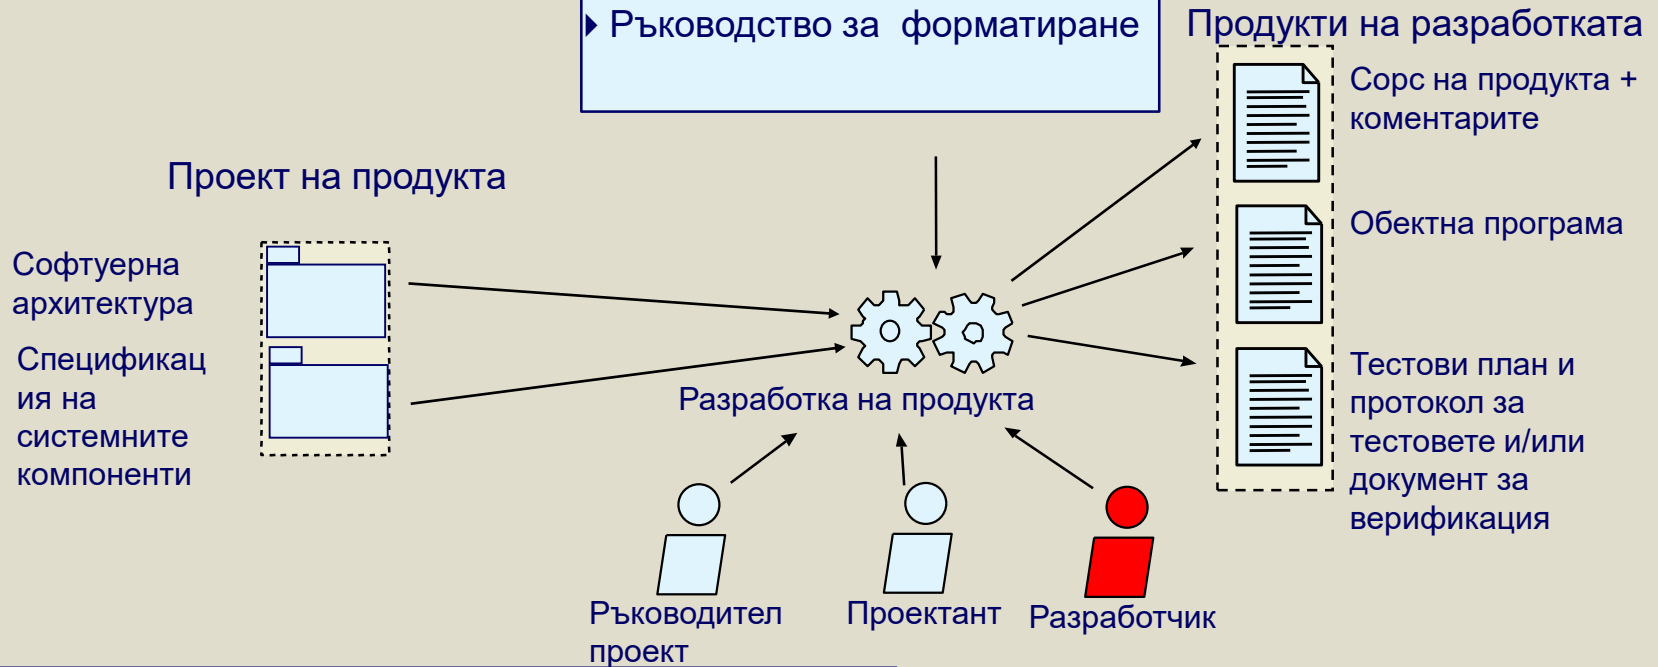 Ръководство за форматиране
Продукти на разработката
Сорс на продукта +
коментарите
Проект на продукта
Обектна програма
Софтуерна
архитектура
Спецификац
ия на
системните
компоненти
Разработка на продукта
Тестови план и
протокол за
тестовете и/или
документ за
верификация
Ръководител
проект
Проектант
Разработчик